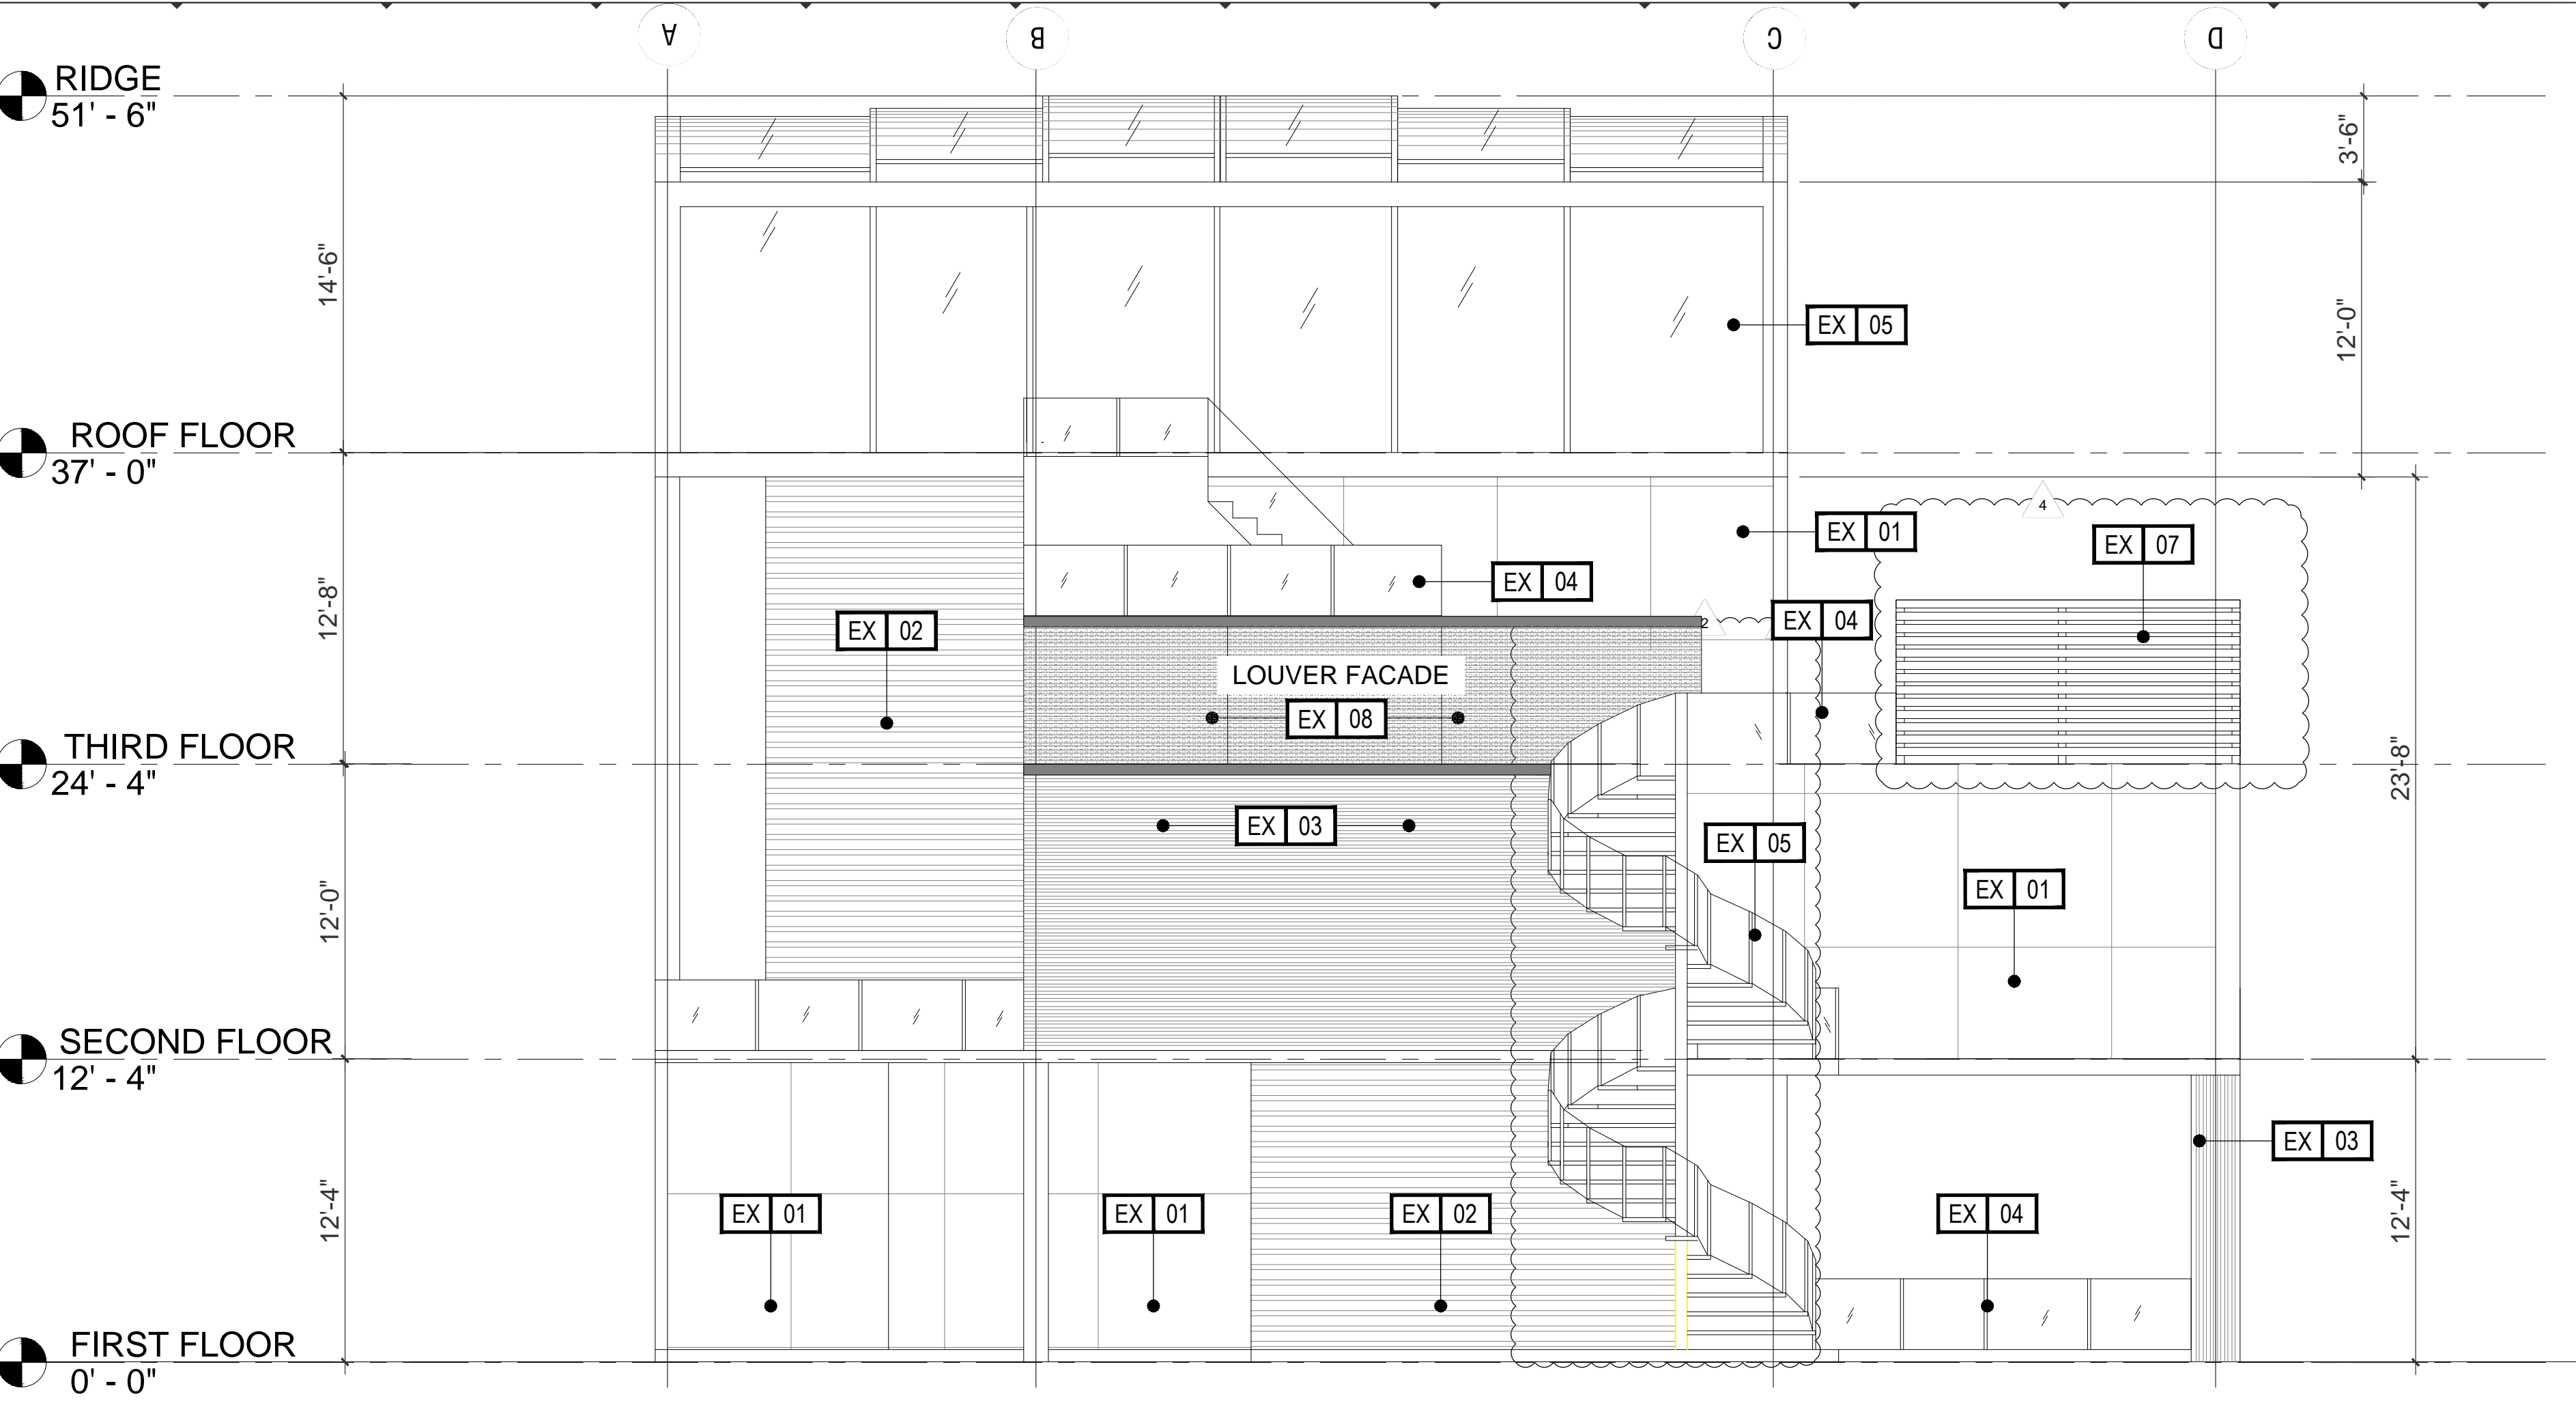 A
B
C
D
RIDGE
51' - 6"
3'-6"
14'-6"
12'-0"
EX 05
ROOF FLOOR
37' - 0"
4
EX 01
EX 07
EX 04
12'-8"
EX 02
2
EX 04
LOUVER FACADE
EX 08
THIRD FLOOR
24' - 4"
23'-8"
EX 03
EX 05
EX 01
12'-0"
SECOND FLOOR
12' - 4"
EX 03
12'-4"
EX 01
EX 01
EX 02
EX 04
12'-4"
FIRST FLOOR
0' - 0"